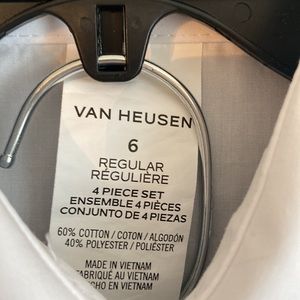 VAN HEUSEN
6
REGULAR
RÉGULIÈRE
4 PIECE SET
ENSEMBLE 4 PIÈCES
CONJUNTO DE 4 PIEZAS
60% COTTON / COTON / ALGODÓN
40% POLYESTER / POLIÉSTER
MADE IN VIETNAM
FABRIQUÉ AU VIETNAM
HECHO EN VIETNAM